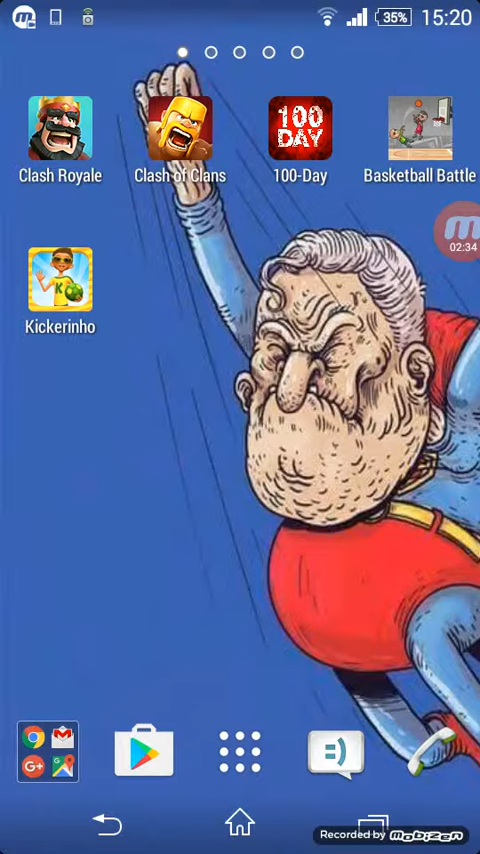 35% 15:20
100
DAY
Clash Royale Clash of Clans 100-Day Basketball Battle
02:34
Kickerinho
Recorded by mobizen